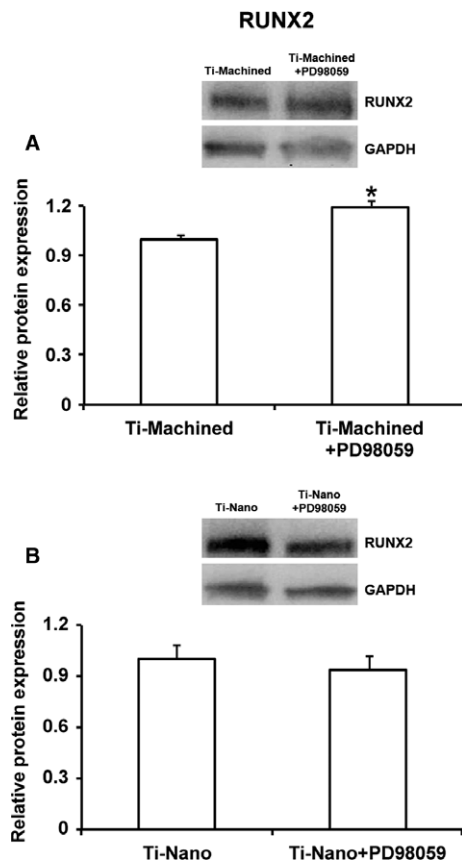 RUNX2
Ti-Machined
Ti-Machined
+PD98059
RUNX2
GAPDH
A
Relative protein expression
1.2
0.9
0.6
0.3
0
*
Ti-Machined
Ti-Machined
+PD98059
Ti-Nano
Ti-Nano
+PD98059
RUNX2
GAPDH
B
Relative protein expression
1.2
0.9
0.6
0.3
0
Ti-Nano
Ti-Nano+PD98059